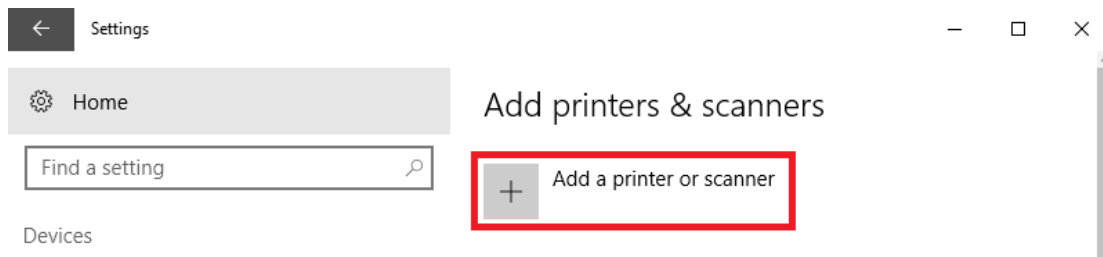 Settings
Home
Add printers & scanners
Find a setting
Add a printer or scanner
Devices